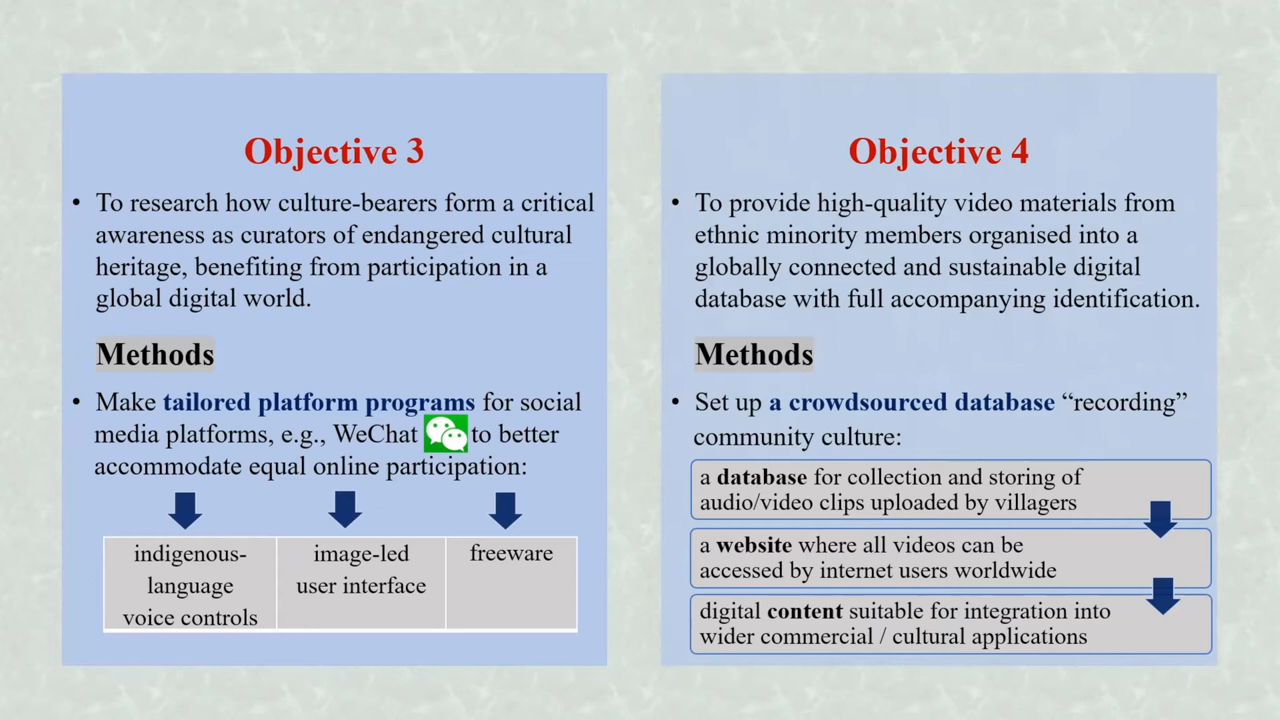 Objective 3
• To research how culture-bearers form a critical
awareness as curators of endangered cultural
heritage, benefiting from participation in a
global digital world.
Methods
• Make tailored platform programs for social
media platforms, e.g., WeChat to better
accommodate equal online participation:
indigenous-
language
voice controls
image-led
user interface
freeware
Objective 4
• To provide high-quality video materials from
ethnic minority members organised into a
globally connected and sustainable digital
database with full accompanying identification.
Methods
• Set up a crowdsourced database “recording”
community culture:
a database for collection and storing of
audio/video clips uploaded by villagers
a website where all videos can be
accessed by internet users worldwide
digital content suitable for integration into
wider commercial / cultural applications